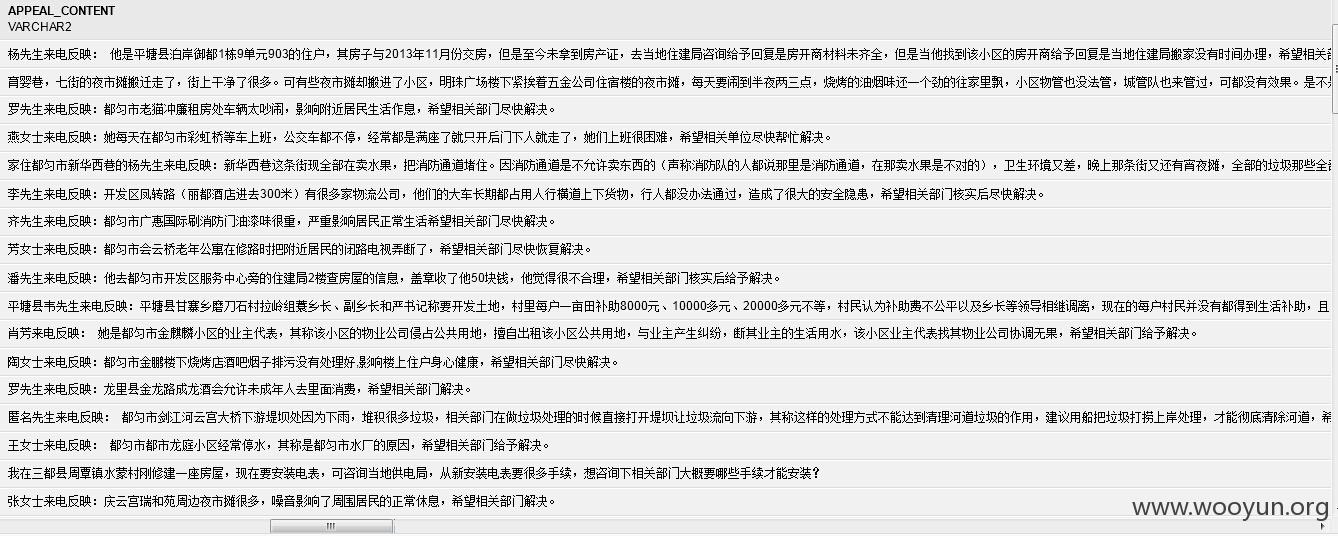 APPEAL_CONTENT
VARCHAR2
杨先生来电反映： 他是平塘县泊岸御都1栋9单元903的住户，其房子与2013年11月份交房，但是至今未拿到房产证，去当地住建局咨询给予回复是房开商材料未齐全，但是当他找到该小区的房开商给予回复是当地住建局搬家没有时间办理，希望相关
育婴巷，七街的夜市摊搬迁走了，街上干净了很多。可有些夜市摊却搬进了小区，明珠广场楼下紧挨着五金公司住宿楼的夜市摊，每天要闹到半夜两三点，烧烤的油烟味还一个劲的往家里飘，小区物管也没法管，城管队也来管过，可都没有效果。是不
罗先生来电反映：都匀市老猫冲廉租房处车辆太吵闹，影响附近居民生活作息，希望相关部门尽快解决。
燕女士来电反映：她每天在都匀市彩虹桥等车上班，公交车都不停，经常都是满座了就只开后门下人就走了，她们上班很困难，希望相关单位尽快帮忙解决。
家住都匀市新华西巷的杨先生来电反映：新华西巷这条街现全部在卖水果，把消防通道堵住。因消防通道是不允许卖东西的（声称消防队的人都说那里是消防通道，在那卖水果是不对的），卫生环境又差，晚上那条街又还有宵夜摊，全部的垃圾那些全
李先生来电反映：开发区凤转路（丽都酒店进去300米）有很多家物流公司，他们的大车长期都占用人行横道上下货物，行人都没办法通过，造成了很大的安全隐患，希望相关部门核实后尽快解决。
齐先生来电反映：都匀市广惠国际刷消防门油漆味很重，严重影响居民正常生活希望相关部门尽快解决。
芳女士来电反映：都匀市会云桥老年公寓在修路时把附近居民的闭路电视弄断了，希望相关部门尽快恢复解决。
潘先生来电反映：他去都匀市开发区服务中心旁的住建局2楼查房屋的信息，盖章收了他50块钱，他觉得很不合理，希望相关部门核实后给予解决。
平塘县韦先生来电反映：平塘县甘寨乡磨刀石村拉岭组蓑乡长、副乡长和严书记称要开发土地，村里每户一亩田补助8000元、10000多元、20000多元不等，村民认为补助费不公平以及乡长等领导相继调离，现在的每户村民并没有都得到生活补助，且
肖芳来电反映： 她是都匀市金麒麟小区的业主代表，其称该小区的物业公司侵占公共用地，擅自出租该小区公共用地，与业主产生纠纷，断其业主的生活用水，该小区业主代表找其物业公司协调无果，希望相关部门给予解决。
陶女士来电反映：都匀市金鹏楼下烧烤店酒吧烟子排污没有处理好,影响楼上住户身心健康，希望相关部门尽快解决。
罗先生来电反映：龙里县金龙路成龙酒会允许未成年人去里面消费，希望相关部门解决。
匿名先生来电反映： 都匀市剑江河云宫大桥下游堤坝处因为下雨，堆积很多垃圾，相关部门在做垃圾处理的时候直接打开堤坝让垃圾流向下游，其称这样的处理方式不能达到清理河道垃圾的作用，建议用船把垃圾打捞上岸处理，才能彻底清除河道，希
王女士来电反映： 都匀市都市龙庭小区经常停水，其称是都匀市水厂的原因，希望相关部门给予解决。
我在三都县周覃镇水蒙村刚修建一座房屋，现在要安装电表，可咨询当地供电局，从新安装电表要很多手续，想咨询下相关部门大概要哪些手续才能安装？
张女士来电反映：庆云宫瑞和苑周边夜市摊很多，噪音影响了周围居民的正常休息，希望相关部门解决。
www.wooyun.org